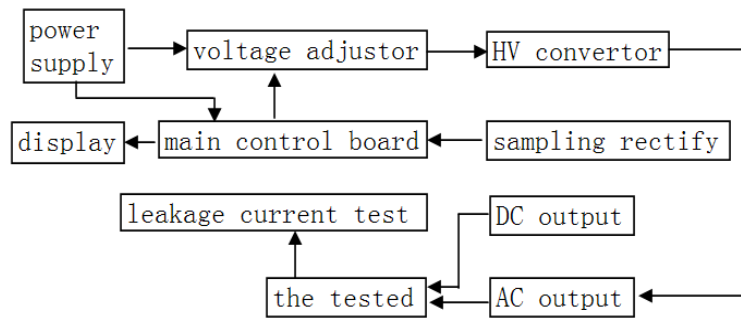 power
supply
voltage adjustor
HV convertor
display
main control board
sampling rectify
leakage current test
DC output
the tested
AC output